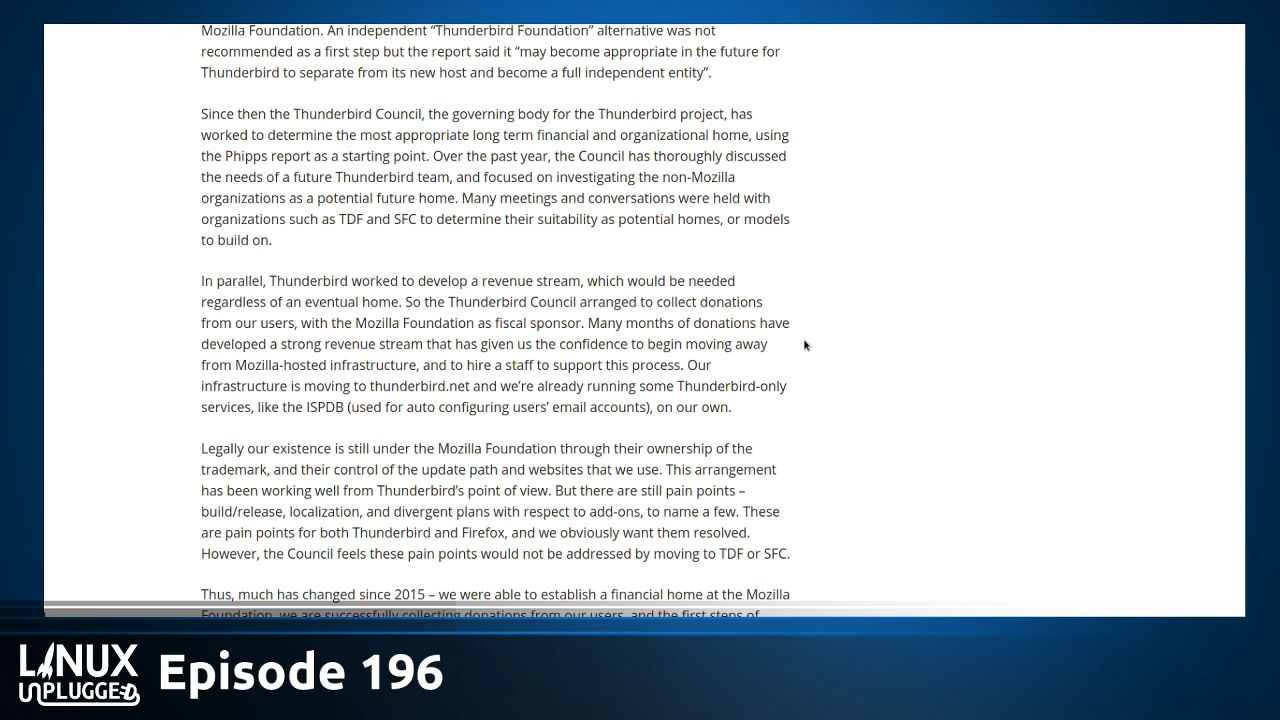 Mozilla Foundation. An independent “Thunderbird Foundation” alternative was not
recommended as a first step but the report said it “may become appropriate in the future for
Thunderbird to separate from its new host and become a full independent entity”.
Since then the Thunderbird Council, the governing body for the Thunderbird project, has
worked to determine the most appropriate long term financial and organizational home, using
the Phipps report as a starting point. Over the past year, the Council has thoroughly discussed
the needs of a future Thunderbird team, and focused on investigating the non-Mozilla
organizations as a potential future home. Many meetings and conversations were held with
organizations such as TDF and SFC to determine their suitability as potential homes, or models
to build on.
In parallel, Thunderbird worked to develop a revenue stream, which would be needed
regardless of an eventual home. So the Thunderbird Council arranged to collect donations
from our users, with the Mozilla Foundation as fiscal sponsor. Many months of donations have
developed a strong revenue stream that has given us the confidence to begin moving away
from Mozilla-hosted infrastructure, and to hire a staff to support this process. Our
infrastructure is moving to thunderbird.net and we’re already running some Thunderbird-only
services, like the ISPDB (used for auto configuring users’ email accounts), on our own.
Legally our existence is still under the Mozilla Foundation through their ownership of the
trademark, and their control of the update path and websites that we use. This arrangement
has been working well from Thunderbird’s point of view. But there are still pain points –
build/release, localization, and divergent plans with respect to add-ons, to name a few. These
are pain points for both Thunderbird and Firefox, and we obviously want them resolved.
However, the Council feels these pain points would not be addressed by moving to TDF or SFC.
Thus, much has changed since 2015 – we were able to establish a financial home at the Mozilla
Foundation, we are successfully collecting donations from our users, and the first steps of
LINUX
UNPLUGGED
Episode 196